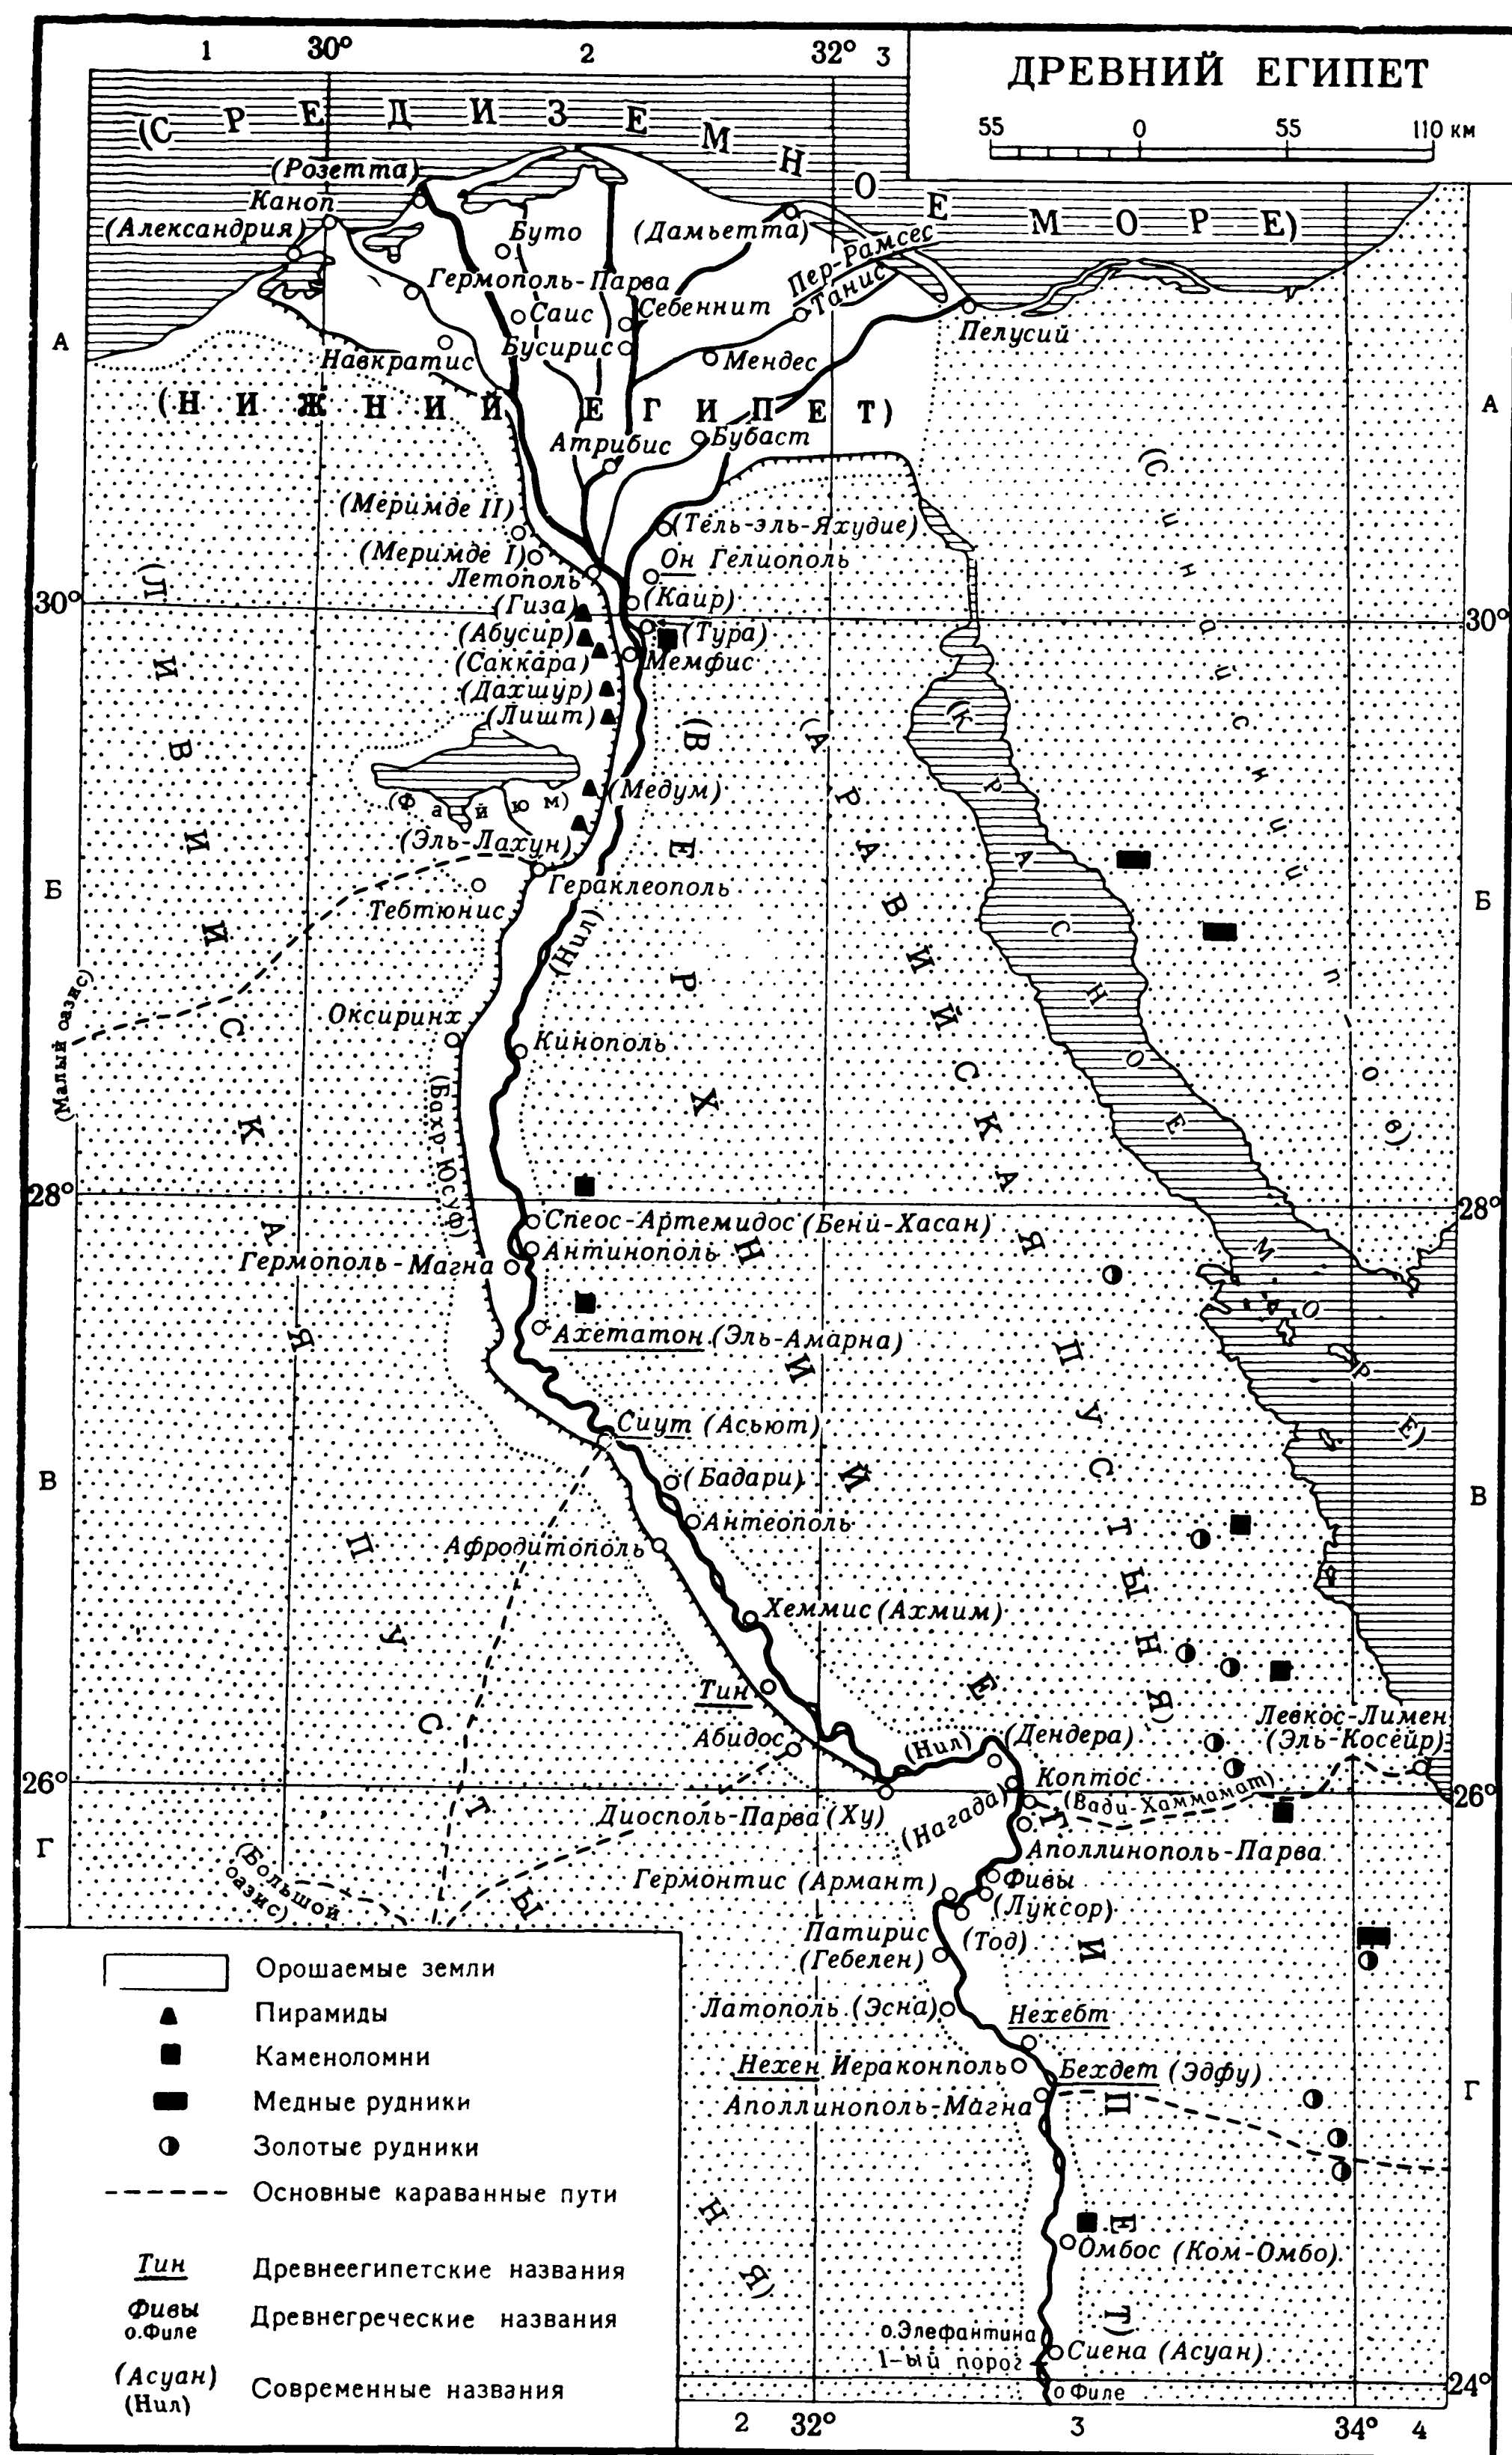 ДРЕВНИЙ ЕГИПЕТ
55 0 55 110 км
1 30° 2 32° 3
(СРЕДИЗЕМНОЕ МОРЕ)
(Розетта)
Каноп
(Александрия)
Буто
(Дамьетта)
Пер-Рамсес
Танис
Гермополь-Парва
Саис
Себеннит
Пелусий
Бусирис
Навкратис
Мендес
А
А
(НИЖНИЙ ЕГИПЕТ)
Атрибис
Бубаст
(Синайский п-ов)
(Меримде II)
(Тель-эль-Яхудие)
(Меримде I)
Он Гелиополь
Летополь
30°
(Гиза)
(Каир)
30°
(Абусир)
(Тура)
(Саккара)
Мемфис
(Дахшур)
(Лишт)
(ЛИВИЙСКАЯ ПУСТЫНЯ)
(ВЕРХНИЙ ЕГИПЕТ)
(АРАВИЙСКАЯ ПУСТЫНЯ)
(КРАСНОЕ МОРЕ)
(Файюм)
(Медум)
(Эль-Лахун)
Б
Гераклеополь
Б
Тебтюнис
(Нил)
(Малый оазис)
Оксиринх
Кинополь
(Бахр-Юсуф)
28°
28°
Спеос-Артемидос (Бени-Хасан)
Антинополь
Гермополь-Магна
Ахетатон (Эль-Амарна)
Сиут (Асьют)
В
(Бадари)
В
Антеополь
Афродитополь
Хеммис (Ахмим)
Тин
Абидос
(Нил)
(Дендера)
Левкос-Лимен
(Эль-Косейр)
26°
Коптос
26°
(Вади-Хаммамат)
Диосполь-Парва (Ху)
(Нагада)
Г
Аполлинополь-Парва
(Большой
оазис)
Гермонтис (Армант)
Фивы
(Луксор)
Патирис
(Гебелен)
(Тод)
Латополь (Эсна)
Нехебт
Нехен Иераконполь
Бехдет (Эдфу)
Г
Аполлинополь-Магна
Омбос (Ком-Омбо)
о.Элефантина
Сиена (Асуан)
1-ый порог
о Филе
24°
2 32° 3 34° 4
Орошаемые земли
Пирамиды
Каменоломни
Медные рудники
Золотые рудники
Основные караванные пути
Тин Древнеегипетские названия
Фивы
о.Филе
Древнегреческие названия
(Асуан)
(Нил)
Современные названия